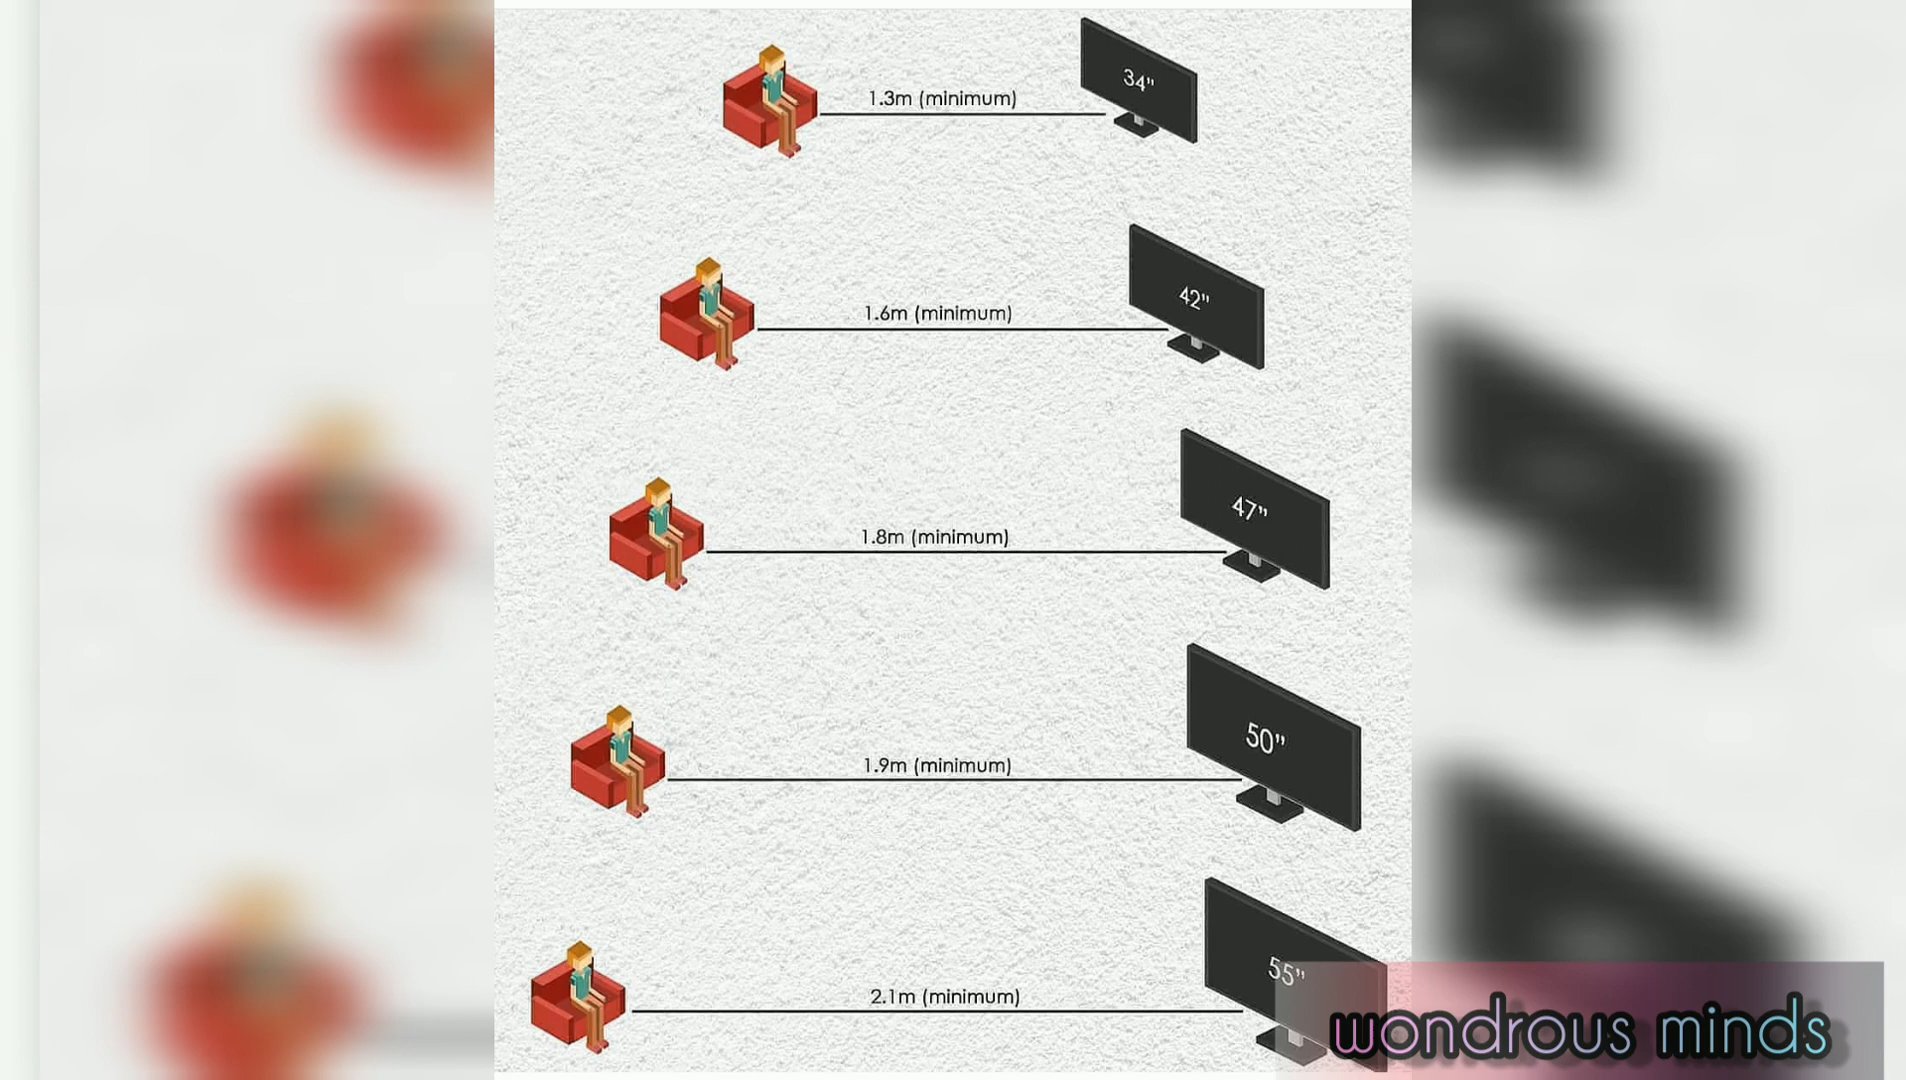 1.3m (minimum)
34"
1.6m (minimum)
42"
1.8m (minimum)
47"
1.9m (minimum)
50"
2.1m (minimum)
55"
wondrous minds